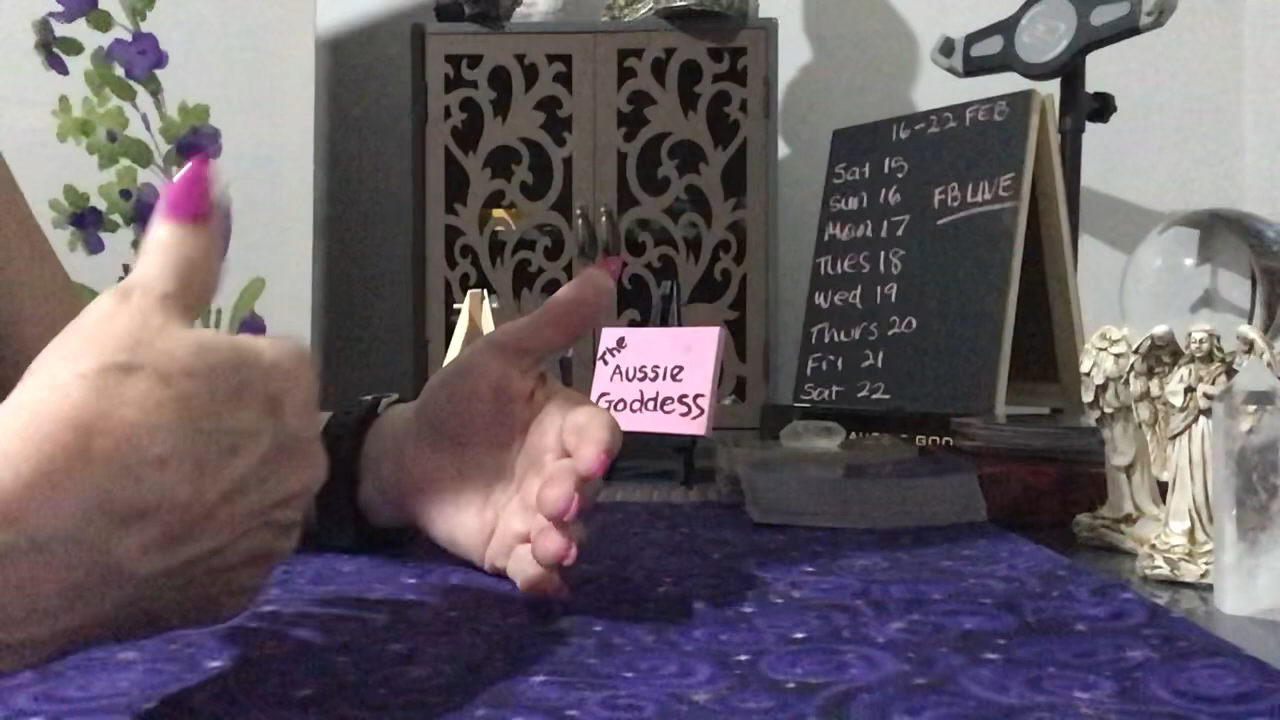 The
AUSSIE
Goddess
16-22 FEB
Sat 15
Sun 16 FB LIVE
Mon 17
Tues 18
Wed 19
Thurs 20
Fri 21
Sat 22